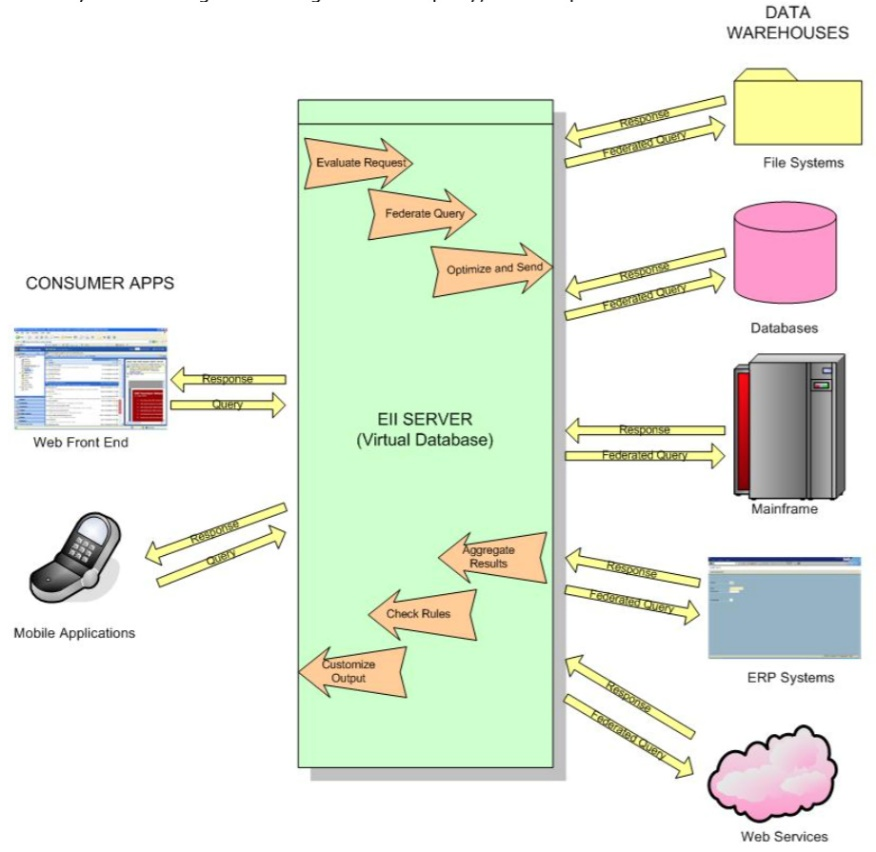 DATA
WAREHOUSES
Response
Federated Query
File Systems
Evaluate Request
Federate Query
Optimize and Send
Response
Federated Query
Databases
CONSUMER APPS
Response
Query
Web Front End
EII SERVER
(Virtual Database)
Response
Federated Query
Mainframe
Response
Query
Mobile Applications
Aggregate
Results
Check Rules
Customize
Output
Response
Federated Query
ERP Systems
Response
Federated Query
Web Services